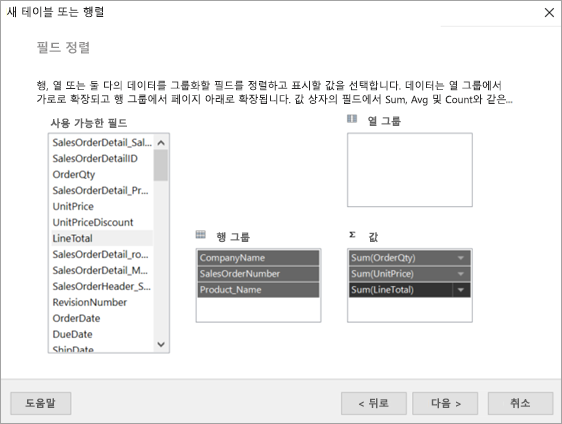 새 테이블 또는 행렬
필드 정렬
행, 열 또는 둘 다의 데이터를 그룹화할 필드를 정렬하고 표시할 값을 선택합니다. 데이터는 열 그룹에서
가로로 확장되고 행 그룹에서 페이지 아래로 확장됩니다. 값 상자의 필드에서 Sum, Avg 및 Count와 같은...
사용 가능한 필드
SalesOrderDetail_Sal...
SalesOrderDetailID
OrderQty
SalesOrderDetail_Pr...
UnitPrice
UnitPriceDiscount
LineTotal
SalesOrderDetail_ro...
SalesOrderDetail_M...
SalesOrderHeader_S...
RevisionNumber
OrderDate
DueDate
ShipDate
열 그룹
행 그룹
CompanyName
SalesOrderNumber
Product_Name
Σ 값
Sum(OrderQty)
Sum(UnitPrice)
Sum(LineTotal)
도움말
< 뒤로
다음 >
취소